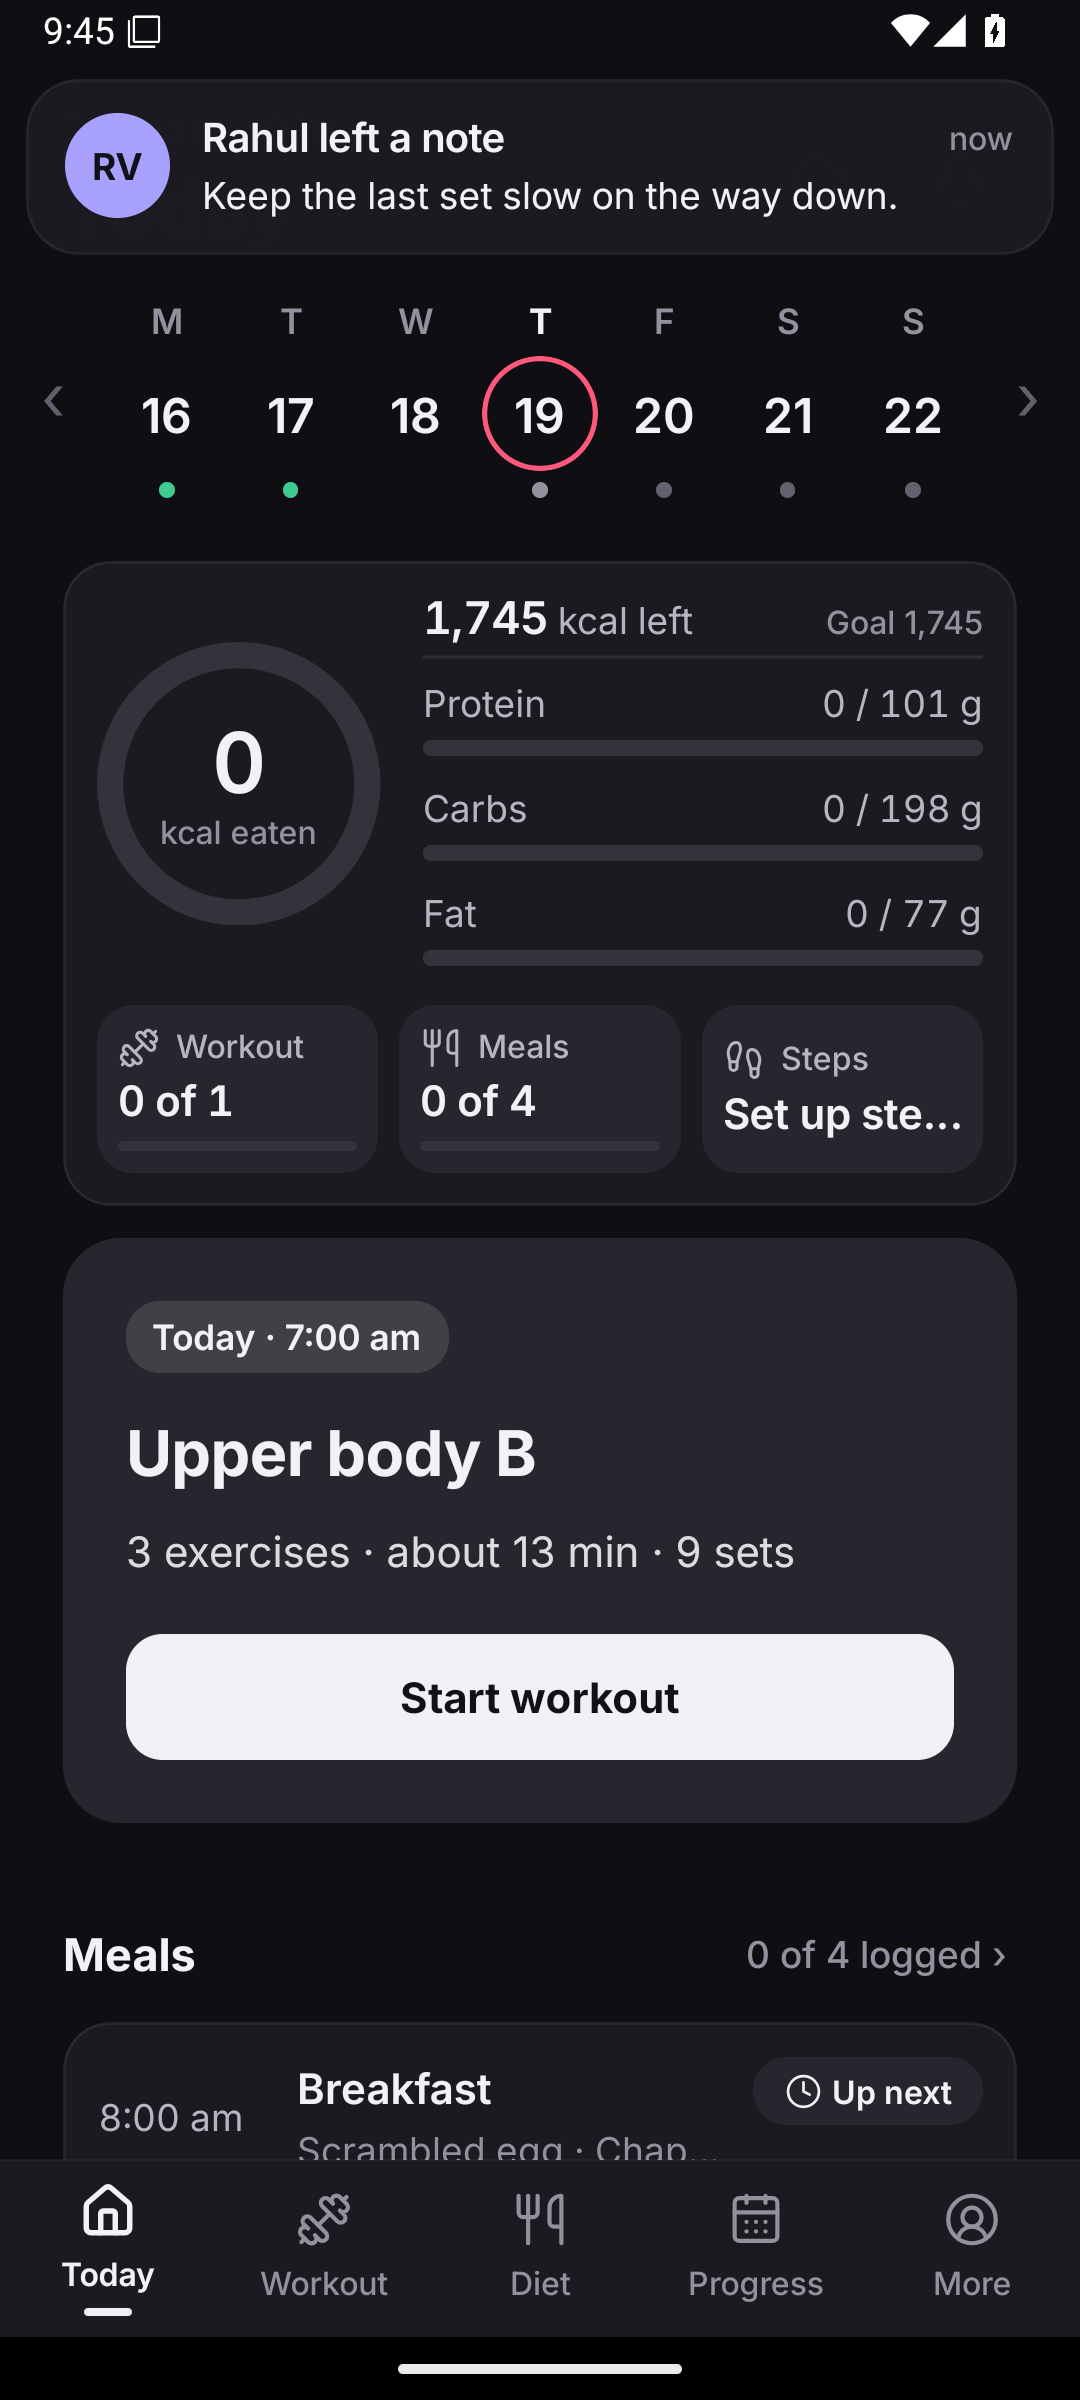 9:45
RV
Rahul left a note
now
Keep the last set slow on the way down.
M T W T F S S
‹ 16 17 18 19 20 21 22 ›
1,745 kcal left
Goal 1,745
0
kcal eaten
Protein
0 / 101 g
Carbs
0 / 198 g
Fat
0 / 77 g
Workout
0 of 1
Meals
0 of 4
Steps
Set up ste...
Today · 7:00 am
Upper body B
3 exercises · about 13 min · 9 sets
Start workout
Meals
0 of 4 logged ›
8:00 am
Breakfast
Up next
Scrambled egg · Chap...
Today
Workout
Diet
Progress
More